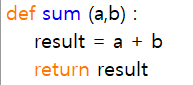 def sum (a,b) :
    result = a + b
    return result